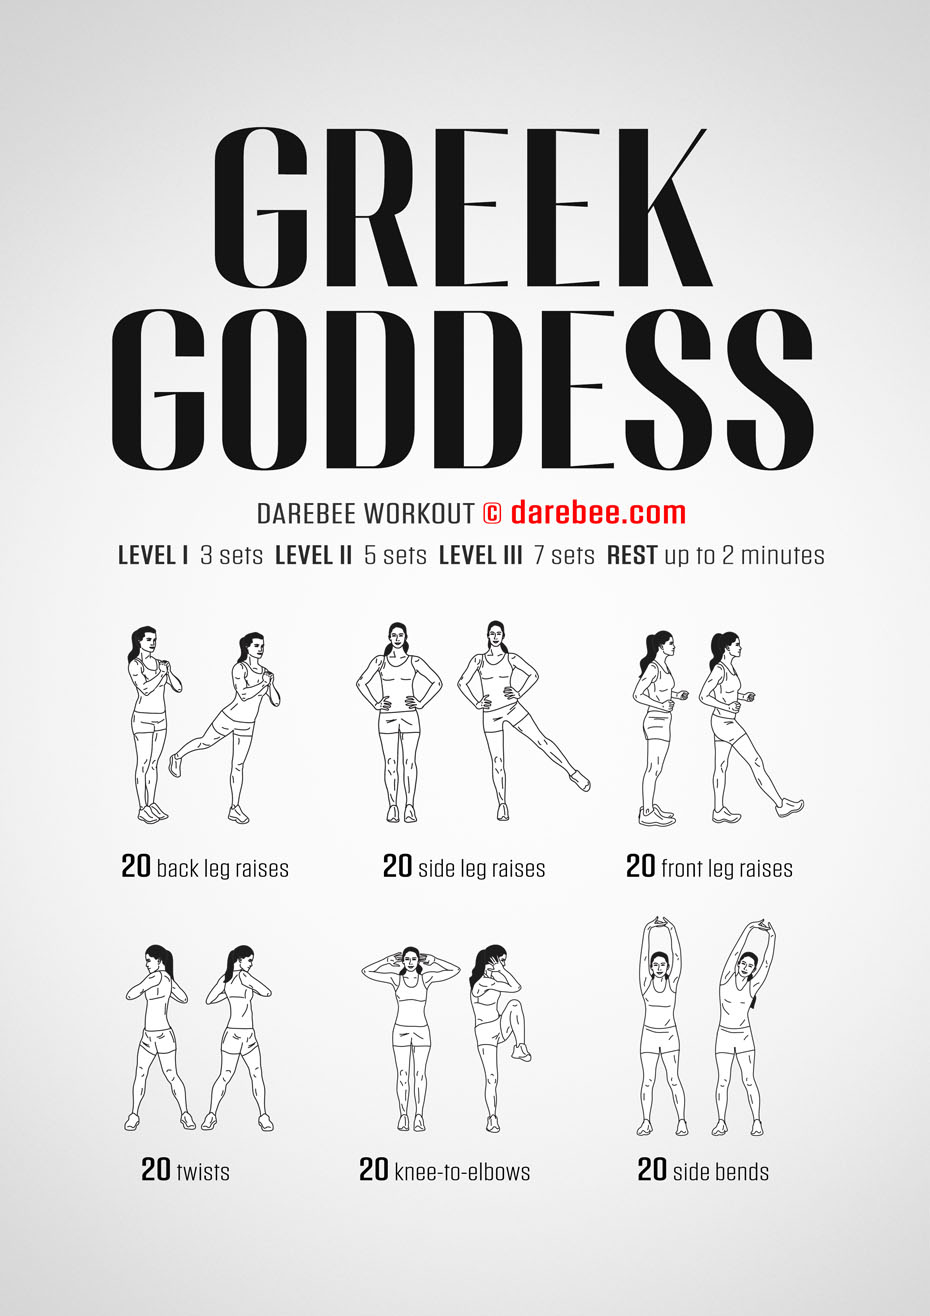 GREEK
GODDESS
DAREBEE WORKOUT © darebee.com
LEVEL I 3 sets LEVEL II 5 sets LEVEL III 7 sets REST up to 2 minutes
20 back leg raises
20 side leg raises
20 front leg raises
20 twists
20 knee-to-elbows
20 side bends